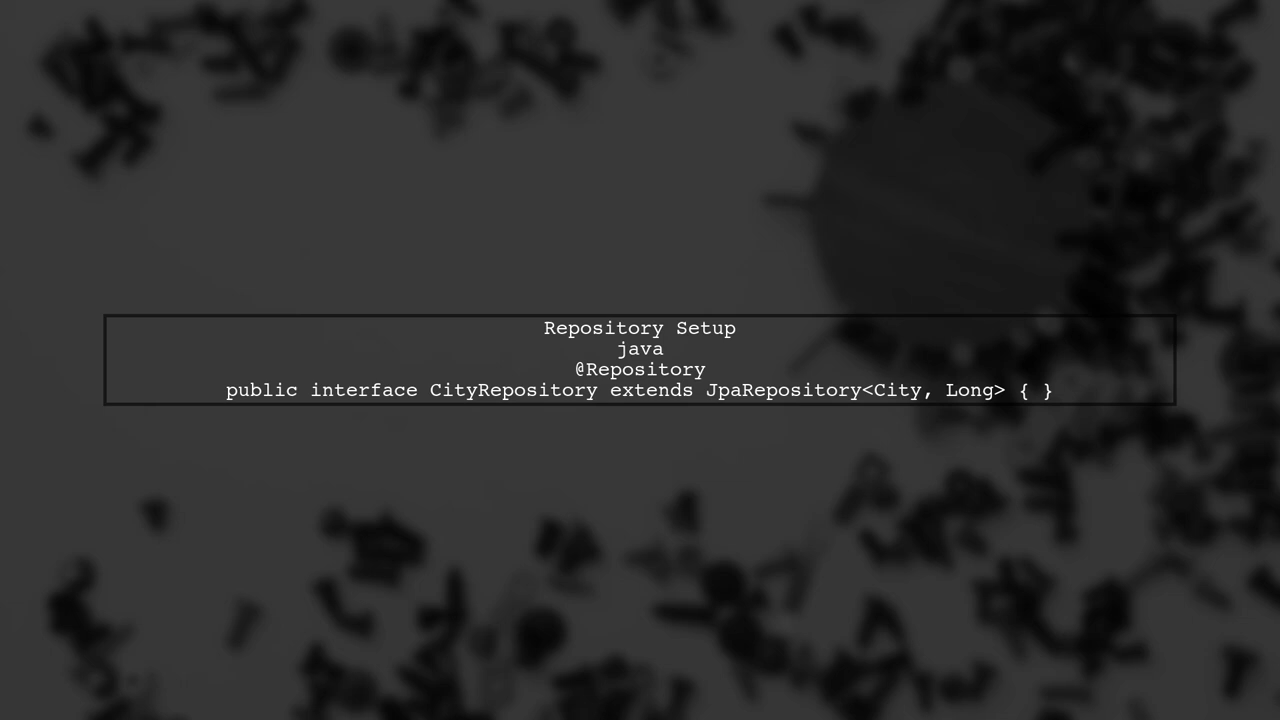 Repository Setup
java
@Repository
public interface CityRepository extends JpaRepository<City, Long> { }